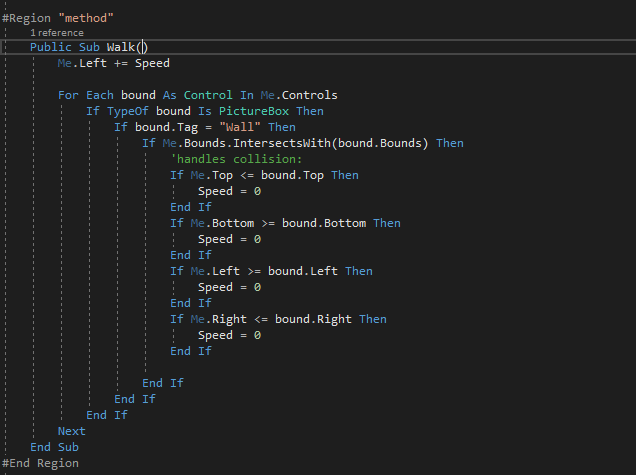 #Region "method"
1 reference
Public Sub Walk()
Me.Left += Speed
For Each bound As Control In Me.Controls
If TypeOf bound Is PictureBox Then
If bound.Tag = "Wall" Then
If Me.Bounds.IntersectsWith(bound.Bounds) Then
'handles collision:
If Me.Top <= bound.Top Then
Speed = 0
End If
If Me.Bottom >= bound.Bottom Then
Speed = 0
End If
If Me.Left >= bound.Left Then
Speed = 0
End If
If Me.Right <= bound.Right Then
Speed = 0
End If
End If
End If
End If
Next
End Sub
#End Region